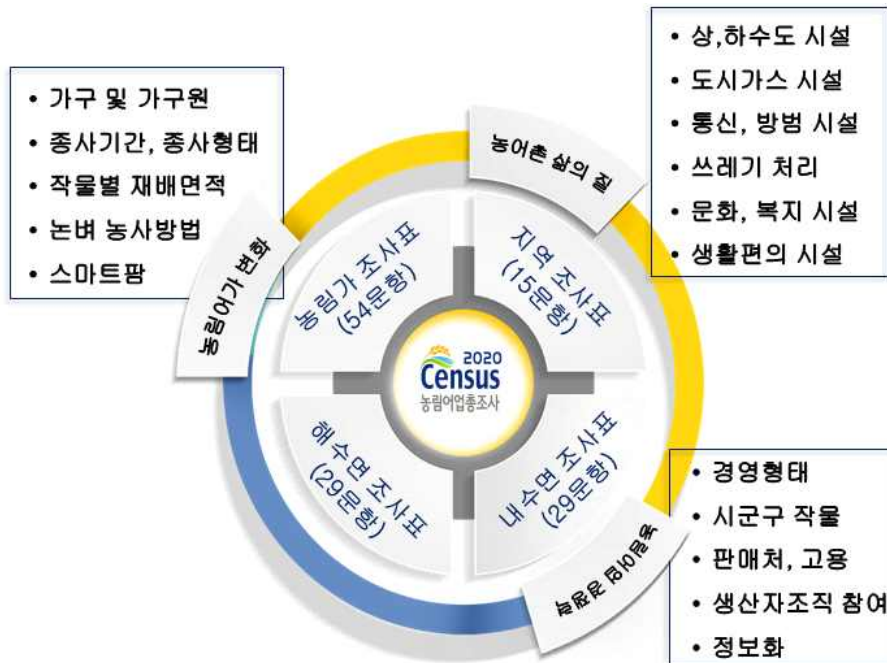 • 가구 및 가구원
• 종사기간, 종사형태
• 작물별 재배면적
• 논벼 농사방법
• 스마트팜
농림어가 변화
농어촌 삶의 질
• 상,하수도 시설
• 도시가스 시설
• 통신, 방범 시설
• 쓰레기 처리
• 문화, 복지 시설
• 생활편의 시설
농림가 조사표
(54문항)
지역 조사표
(15문항)
2020
Census
농림어업총조사
해수면 조사표
(29문항)
내수면 조사표
(29문항)
농림어업 경쟁력
• 경영형태
• 시군구 작물
• 판매처, 고용
• 생산자조직 참여
• 정보화